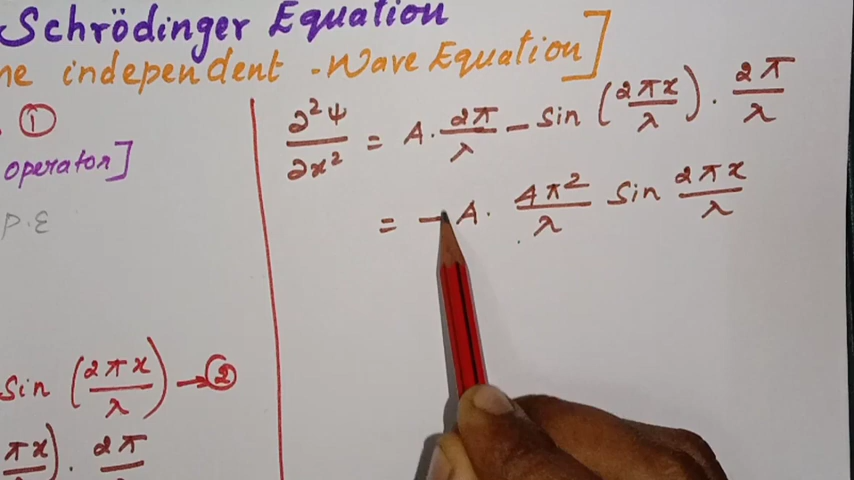 Schrödinger Equation
ne independent - Wave Equation]
①
operator]
P.E
Sin (2πx/λ) → ②
πx/λ) . 2π/λ
∂²ψ/∂x² = A . 2π/λ - Sin (2πx/λ) . 2π/λ
= - A . 4π²/λ Sin 2πx/λ